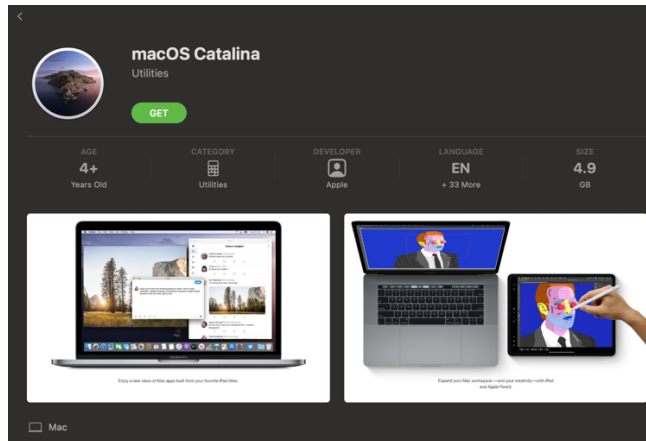 macOS Catalina
Utilities
GET
AGE
CATEGORY
DEVELOPER
LANGUAGE
SIZE
4+
EN
4.9
Years Old
Utilities
Apple
+ 33 More
GB
Enjoy a new class of Mac apps built from your favorite iPad titles.
Expand your Mac workspace—and your creativity—with iPad
and Apple Pencil.
Mac